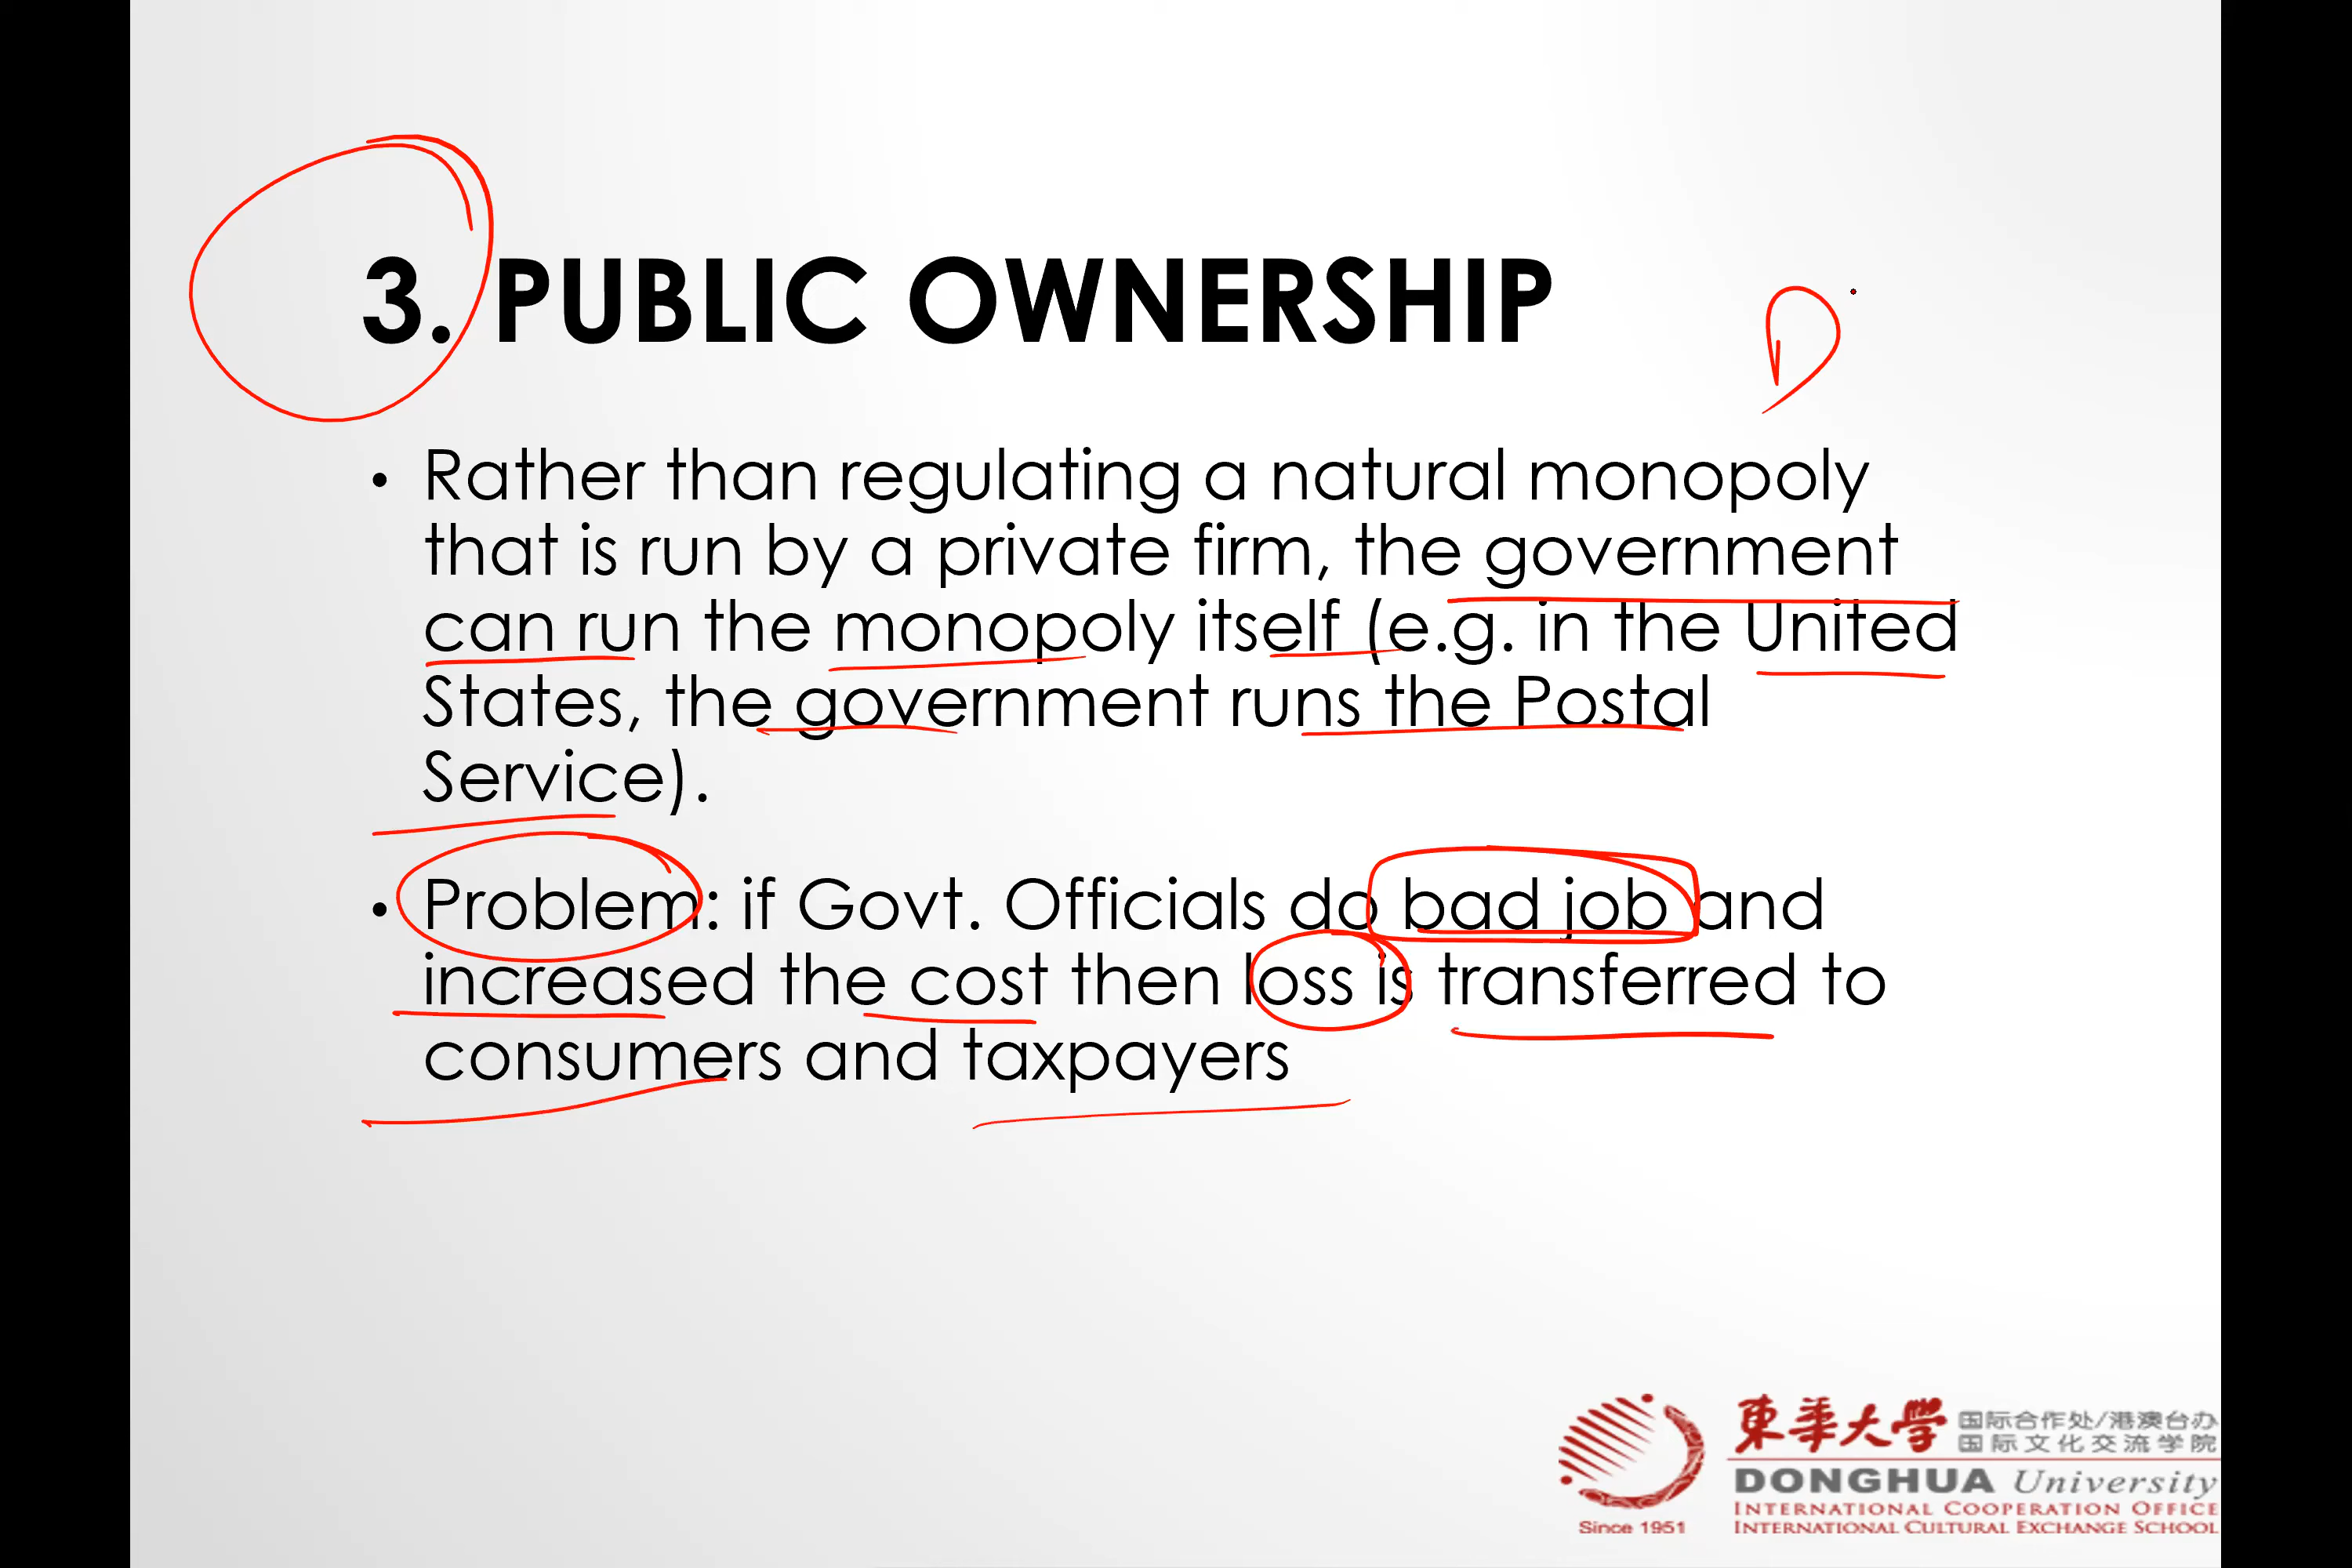 3. PUBLIC OWNERSHIP
D
• Rather than regulating a natural monopoly
that is run by a private firm, the government
can run the monopoly itself (e.g. in the United
States, the government runs the Postal
Service).
• Problem: if Govt. Officials do bad job and
increased the cost then loss is transferred to
consumers and taxpayers
Since 1951
東華大學
国际合作处/港澳台办
国际文化交流学院
DONGHUA University
INTERNATIONAL COOPERATION OFFICE
INTERNATIONAL CULTURAL EXCHANGE SCHOOL